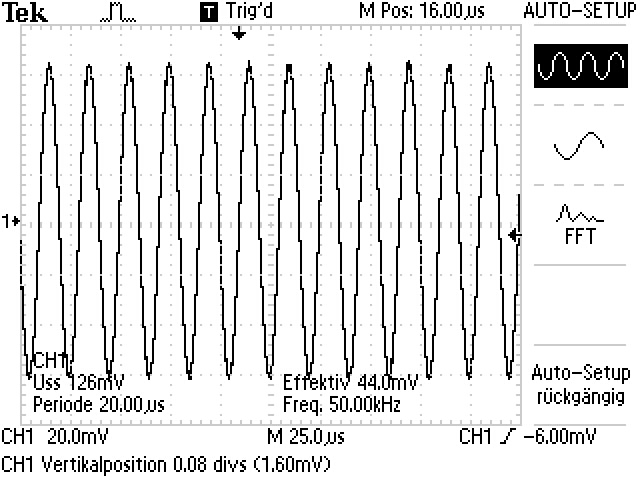 Tek T Trig'd M Pos: 16.00µs AUTO-SETUP
1
FFT
CH1
Uss 126mV Effektiv 44.0mV
Periode 20.00µs Freq. 50.00kHz
Auto-Setup
rückgängig
CH1 20.0mV M 25.0µs CH1 -6.00mV
CH1 Vertikalposition 0.08 divs (1.60mV)